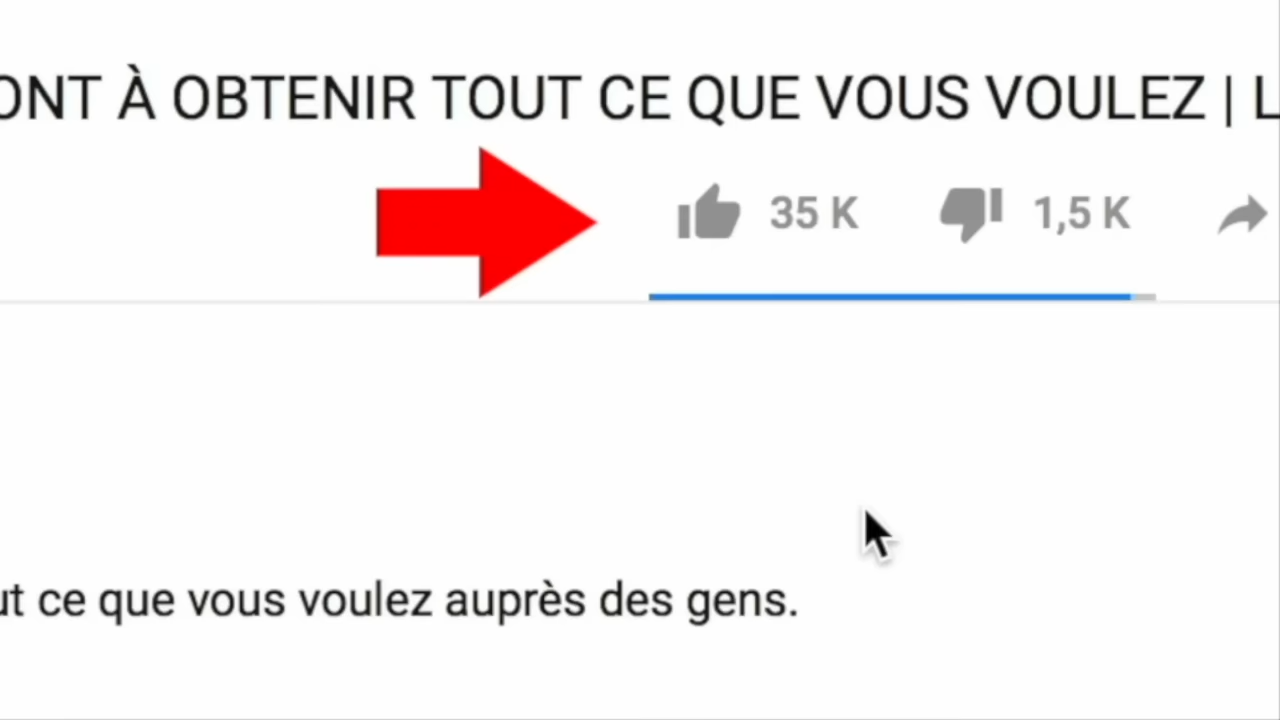 ONT À OBTENIR TOUT CE QUE VOUS VOULEZ | L
35 K 1,5 K
ut ce que vous voulez auprès des gens.